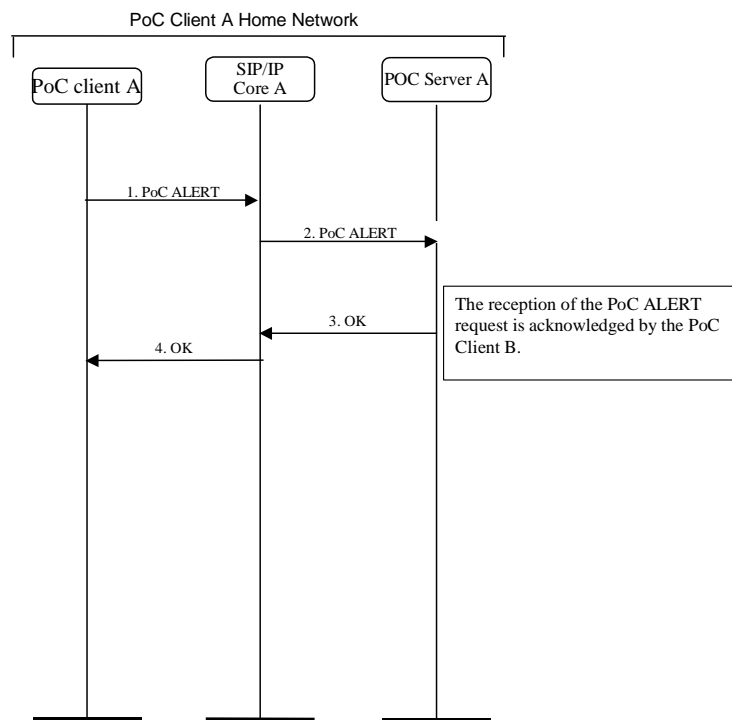 PoC Client A Home Network
PoC client A
SIP/IP
Core A
POC Server A
1. PoC ALERT
2. PoC ALERT
The reception of the PoC ALERT
request is acknowledged by the PoC
Client B.
3. OK
4. OK